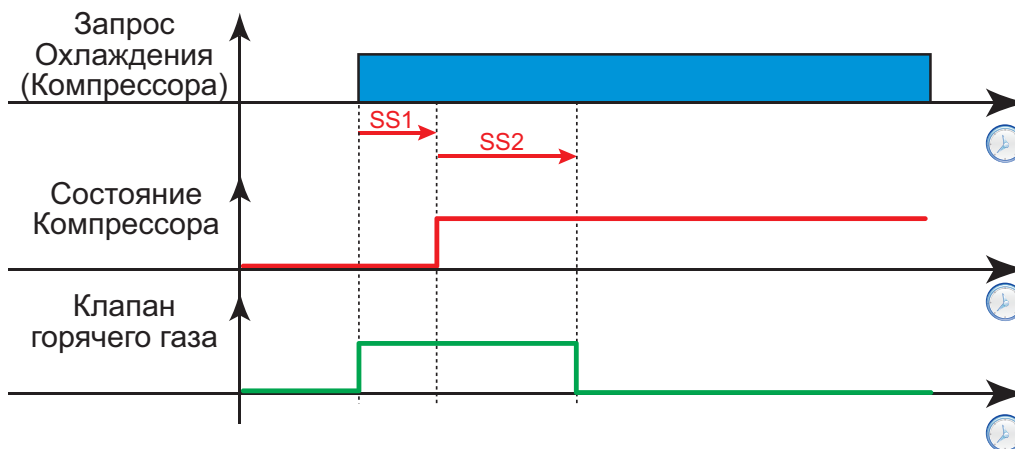 Запрос
Охлаждения
(Компрессора)
SS1
SS2
Состояние
Компрессора
Клапан
горячего газа